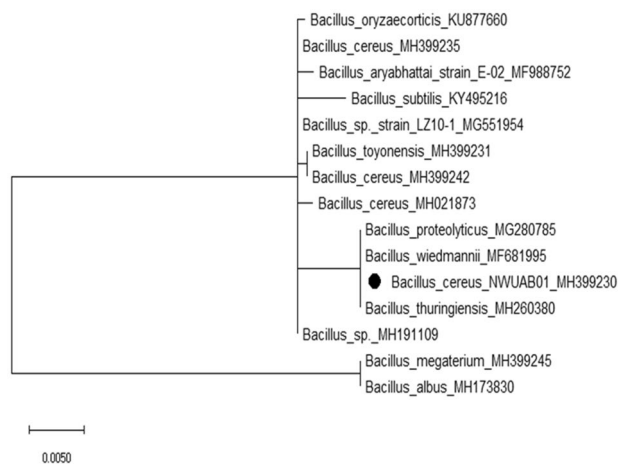 Bacillus_oryzaecorticis_KU877660
Bacillus_cereus_MH399235
Bacillus_aryabhattai_strain_E-02_MF988752
Bacillus_subtilis_KY495216
Bacillus_sp._strain_LZ10-1_MG551954
Bacillus_toyonensis_MH399231
Bacillus_cereus_MH399242
Bacillus_cereus_MH021873
Bacillus_proteolyticus_MG280785
Bacillus_wiedmannii_MF681995
Bacillus_cereus_NWUAB01_MH399230
Bacillus_thuringiensis_MH260380
Bacillus_sp._MH191109
Bacillus_megaterium_MH399245
Bacillus_albus_MH173830
0.0050